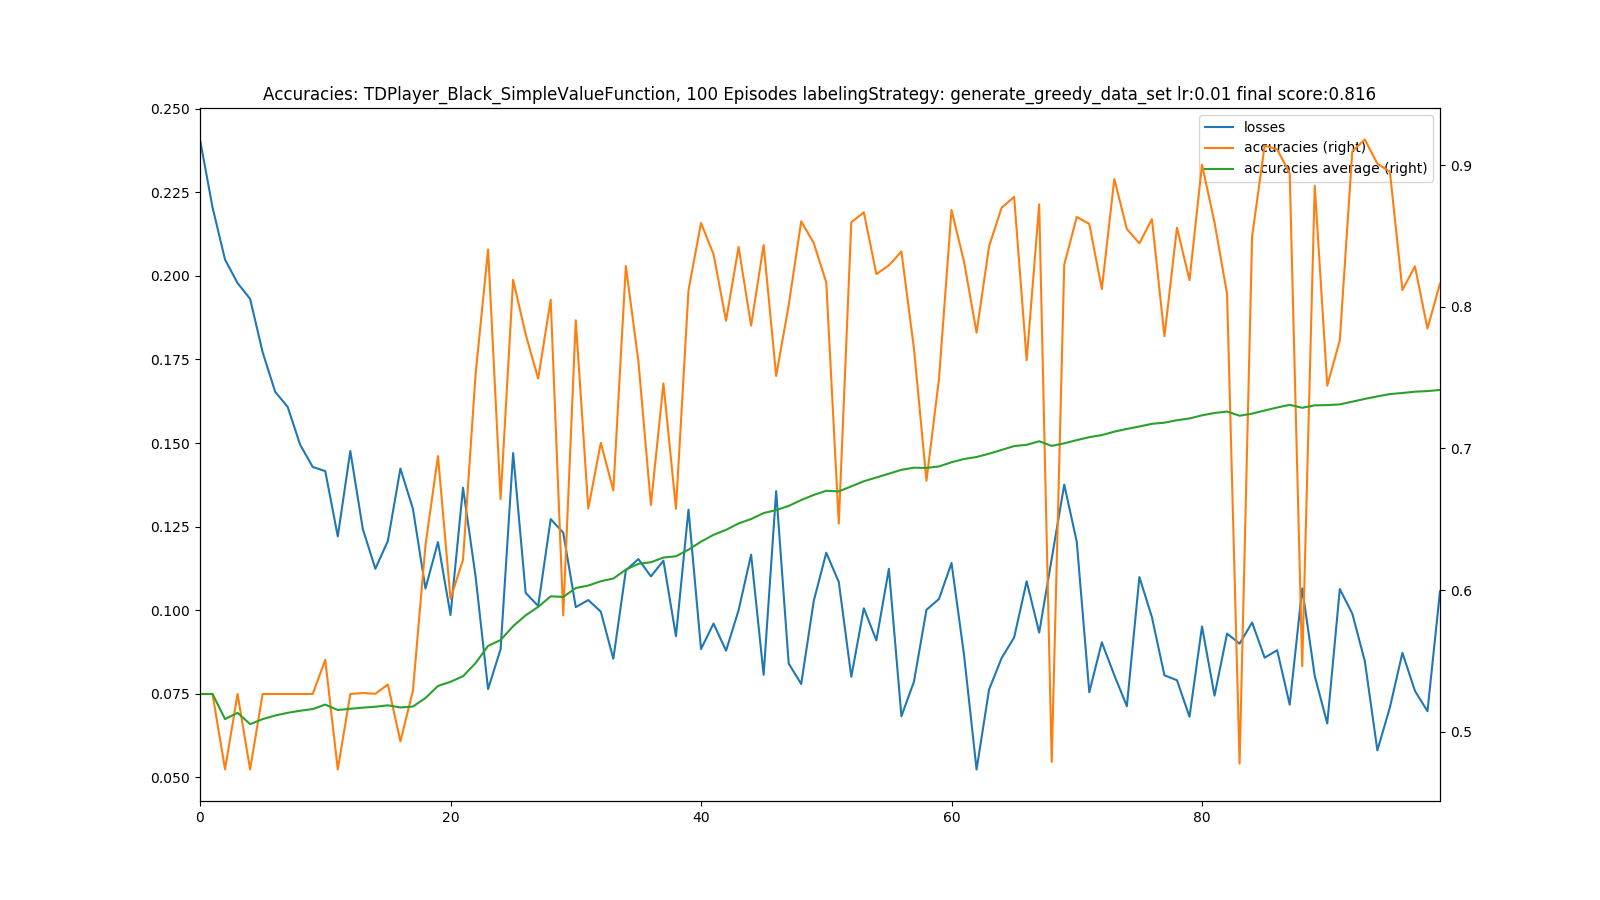 Accuracies: TDPlayer_Black_SimpleValueFunction, 100 Episodes labelingStrategy: generate_greedy_data_set lr:0.01 final score:0.816
losses
accuracies (right)
accuracies average (right)
0.250
0.225
0.200
0.175
0.150
0.125
0.100
0.075
0.050
0.9
0.8
0.7
0.6
0.5
0 20 40 60 80